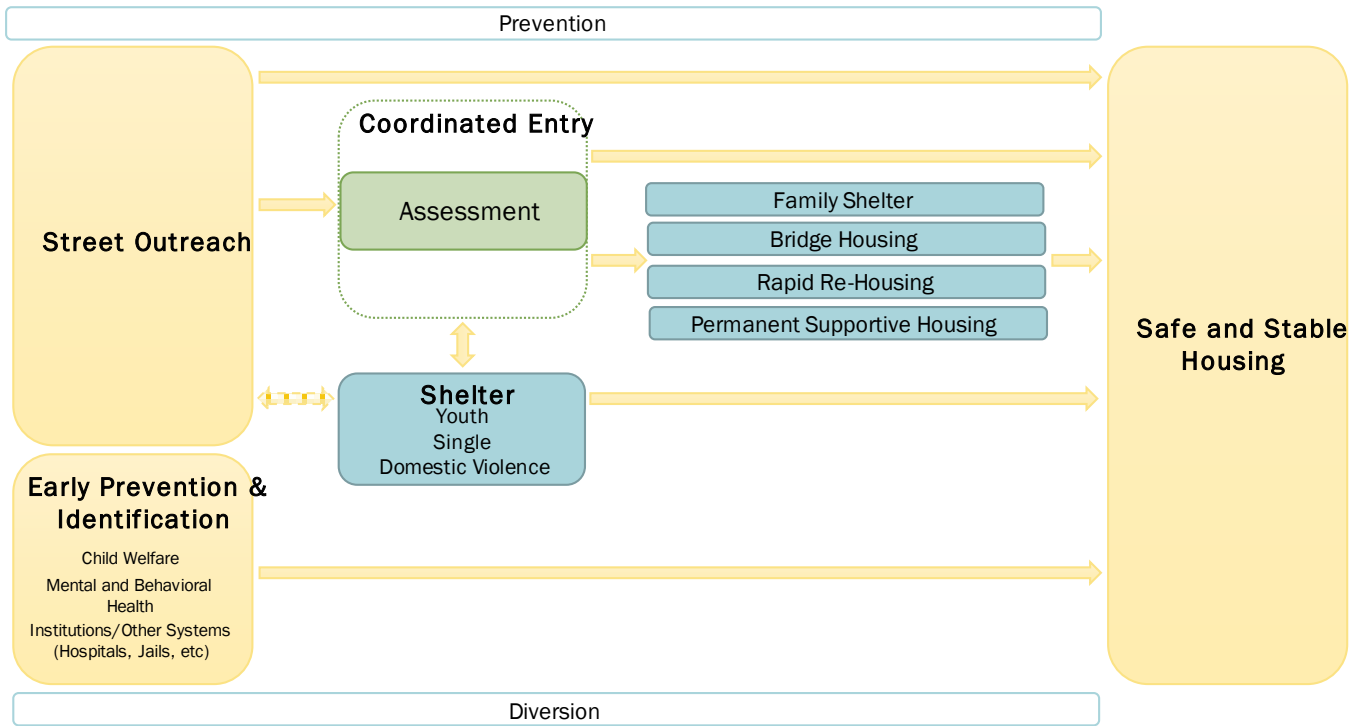 Prevention
Street Outreach
Coordinated Entry
Assessment
Family Shelter
Bridge Housing
Rapid Re-Housing
Permanent Supportive Housing
Shelter
Youth
Single
Domestic Violence
Safe and Stable
Housing
Early Prevention &
Identification
Child Welfare
Mental and Behavioral
Health
Institutions/Other Systems
(Hospitals, Jails, etc)
Diversion